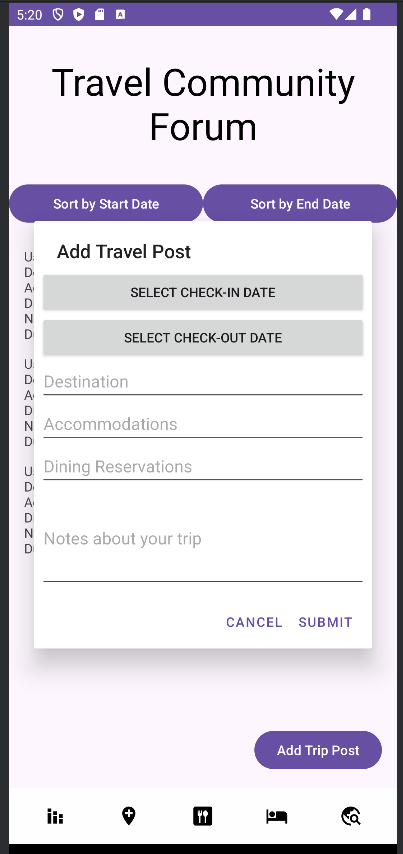 5:20
Travel Community
Forum
Sort by Start Date
Sort by End Date
Add Travel Post
SELECT CHECK-IN DATE
SELECT CHECK-OUT DATE
Destination
Accommodations
Dining Reservations
Notes about your trip
CANCEL
SUBMIT
Add Trip Post